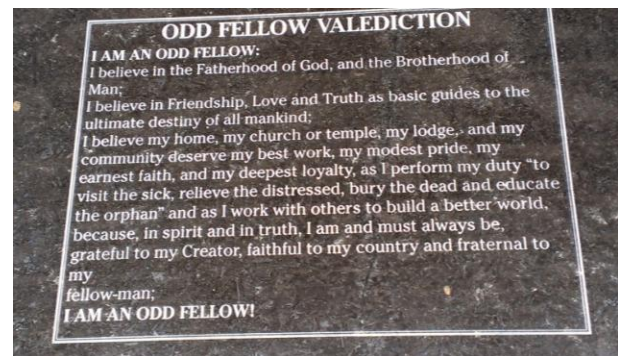 ODD FELLOW VALEDICTION
I AM AN ODD FELLOW:
I believe in the Fatherhood of God, and the Brotherhood of
Man;
I believe in Friendship, Love and Truth as basic guides to the
ultimate destiny of all mankind;
I believe my home, my church or temple, my lodge, and my
community deserve my best work, my modest pride, my
earnest faith, and my deepest loyalty, as I perform my duty "to
visit the sick, relieve the distressed, bury the dead and educate
the orphan" and as I work with others to build a better world,
because, in spirit and in truth, I am and must always be,
grateful to my Creator, faithful to my country and fraternal to
my
fellow-man;
I AM AN ODD FELLOW!